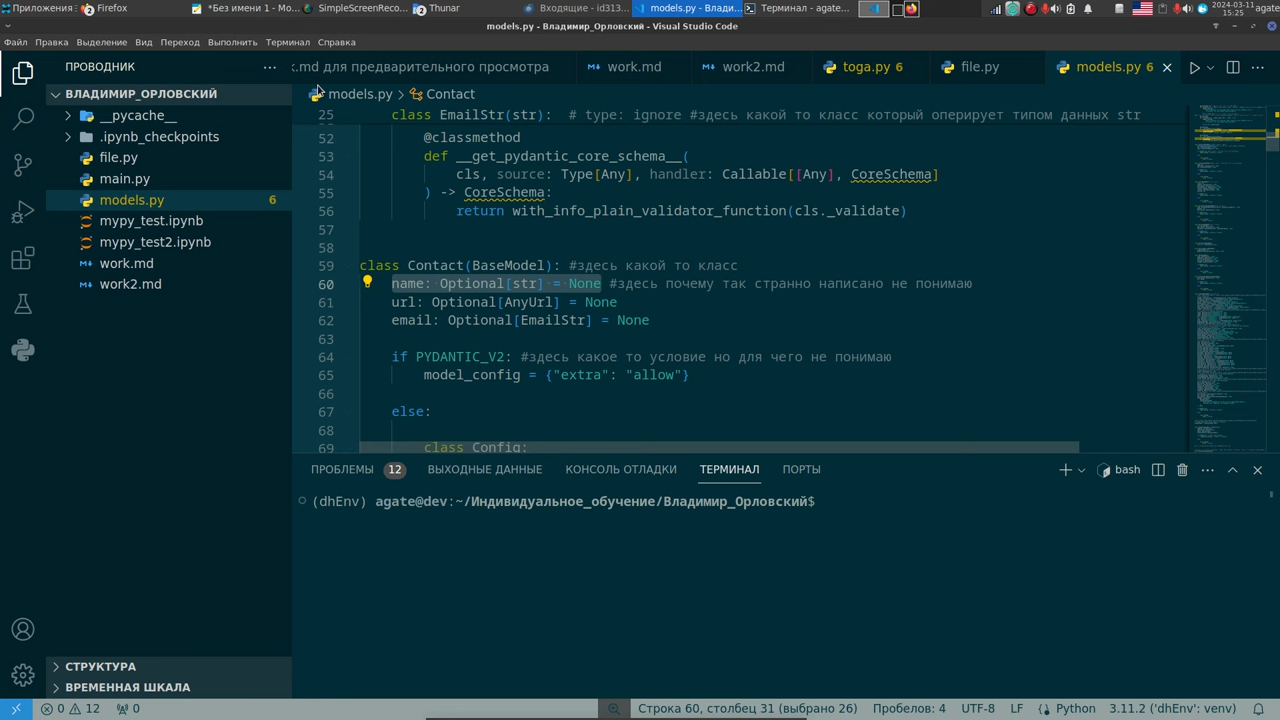 Приложения
Firefox
*Без имени 1 - Mo...
SimpleScreenReco...
Thunar
Входящие - id313...
models.py - Влади...
Терминал - agate...
2024-03-11
15:25
agate
models.py - Владимир_Орловский - Visual Studio Code
Файл Правка Выделение Вид Переход Выполнить Терминал Справка
ПРОВОДНИК
.md для предварительного просмотра
work.md
work2.md
toga.py 6
file.py
models.py 6
ВЛАДИМИР_ОРЛОВСКИЙ
models.py > Contact
__pycache__
.ipynb_checkpoints
file.py
main.py
models.py 6
mypy_test.ipynb
mypy_test2.ipynb
work.md
work2.md
25 class EmailStr(str): # type: ignore #здесь какой то класс который оперирует типом данных str
52 @classmethod
53 def __get_pydantic_core_schema__(
54 cls, source: Type[Any], handler: Callable[[Any], CoreSchema]
55 ) -> CoreSchema:
56 return with_info_plain_validator_function(cls._validate)
57
58
59 class Contact(BaseModel): #здесь какой то класс
60 name: Optional[str] = None #здесь почему так стрнно написано не понимаю
61 url: Optional[AnyUrl] = None
62 email: Optional[EmailStr] = None
63
64 if PYDANTIC_V2: #здесь какое то условие но для чего не понимаю
65 model_config = {"extra": "allow"}
66
67 else:
68
69 class Config:
ПРОБЛЕМЫ 12 ВЫХОДНЫЕ ДАННЫЕ КОНСОЛЬ ОТЛАДКИ ТЕРМИНАЛ ПОРТЫ
bash
(dhEnv) agate@dev:~/Индивидуальное_обучение/Владимир_Орловский$
СТРУКТУРА
ВРЕМЕННАЯ ШКАЛА
0 12 0
Строка 60, столбец 31 (выбрано 26) Пробелов: 4 UTF-8 LF Python 3.11.2 ('dhEnv': venv)